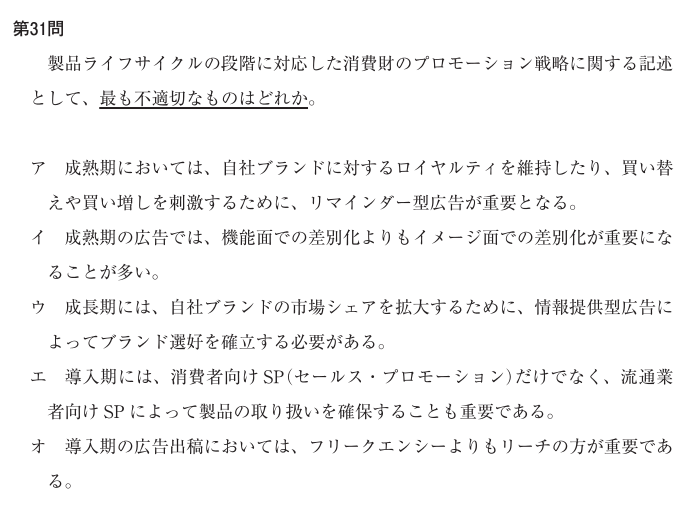 第31問
製品ライフサイクルの段階に対応した消費財のプロモーション戦略に関する記述
として、最も不適切なものはどれか。
ア　成熟期においては、自社ブランドに対するロイヤルティを維持したり、買い替
えや買い増しを刺激するために、リマインダー型広告が重要となる。
イ　成熟期の広告では、機能面での差別化よりもイメージ面での差別化が重要にな
ることが多い。
ウ　成長期には、自社ブランドの市場シェアを拡大するために、情報提供型広告に
よってブランド選好を確立する必要がある。
エ　導入期には、消費者向け SP(セールス・プロモーション)だけでなく、流通業
者向け SP によって製品の取り扱いを確保することも重要である。
オ　導入期の広告出稿においては、フリークエンシーよりもリーチの方が重要であ
る。